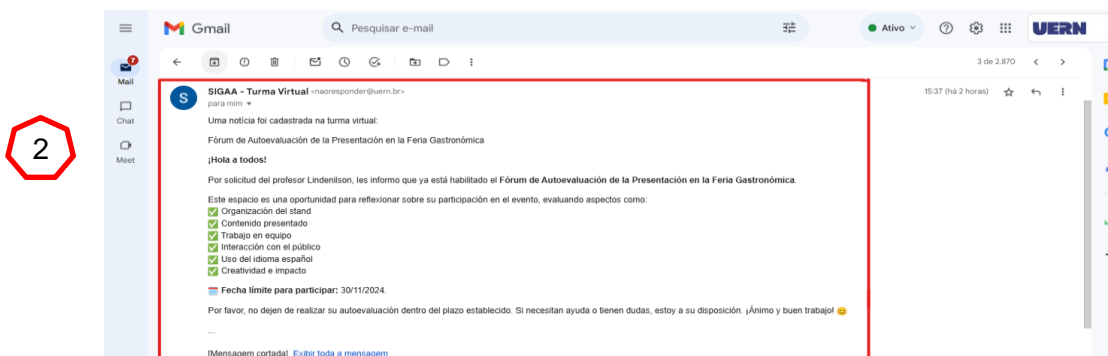 Gmail
Pesquisar e-mail
Ativo
UERN
7
Mail
3 de 2.870
SIGAA - Turma Virtual <naoresponder@uern.br>
15:37 (há 2 horas)
para mim
Chat
Uma notícia foi cadastrada na turma virtual:
2
Fórum de Autoevaluación de la Presentación en la Feria Gastronómica
Meet
¡Hola a todos!
Por solicitud del profesor Lindenilson, les informo que ya está habilitado el Fórum de Autoevaluación de la Presentación en la Feria Gastronómica.
Este espacio es una oportunidad para reflexionar sobre su participación en el evento, evaluando aspectos como:
✅ Organización del stand
✅ Contenido presentado
✅ Trabajo en equipo
✅ Interacción con el público
✅ Uso del idioma español
✅ Creatividad e impacto
🗓️ Fecha límite para participar: 30/11/2024.
Por favor, no dejen de realizar su autoevaluación dentro del plazo establecido. Si necesitan ayuda o tienen dudas, estoy a su disposición. ¡Ánimo y buen trabajo! 😊
...
[Mensagem cortada] Exibir toda a mensagem